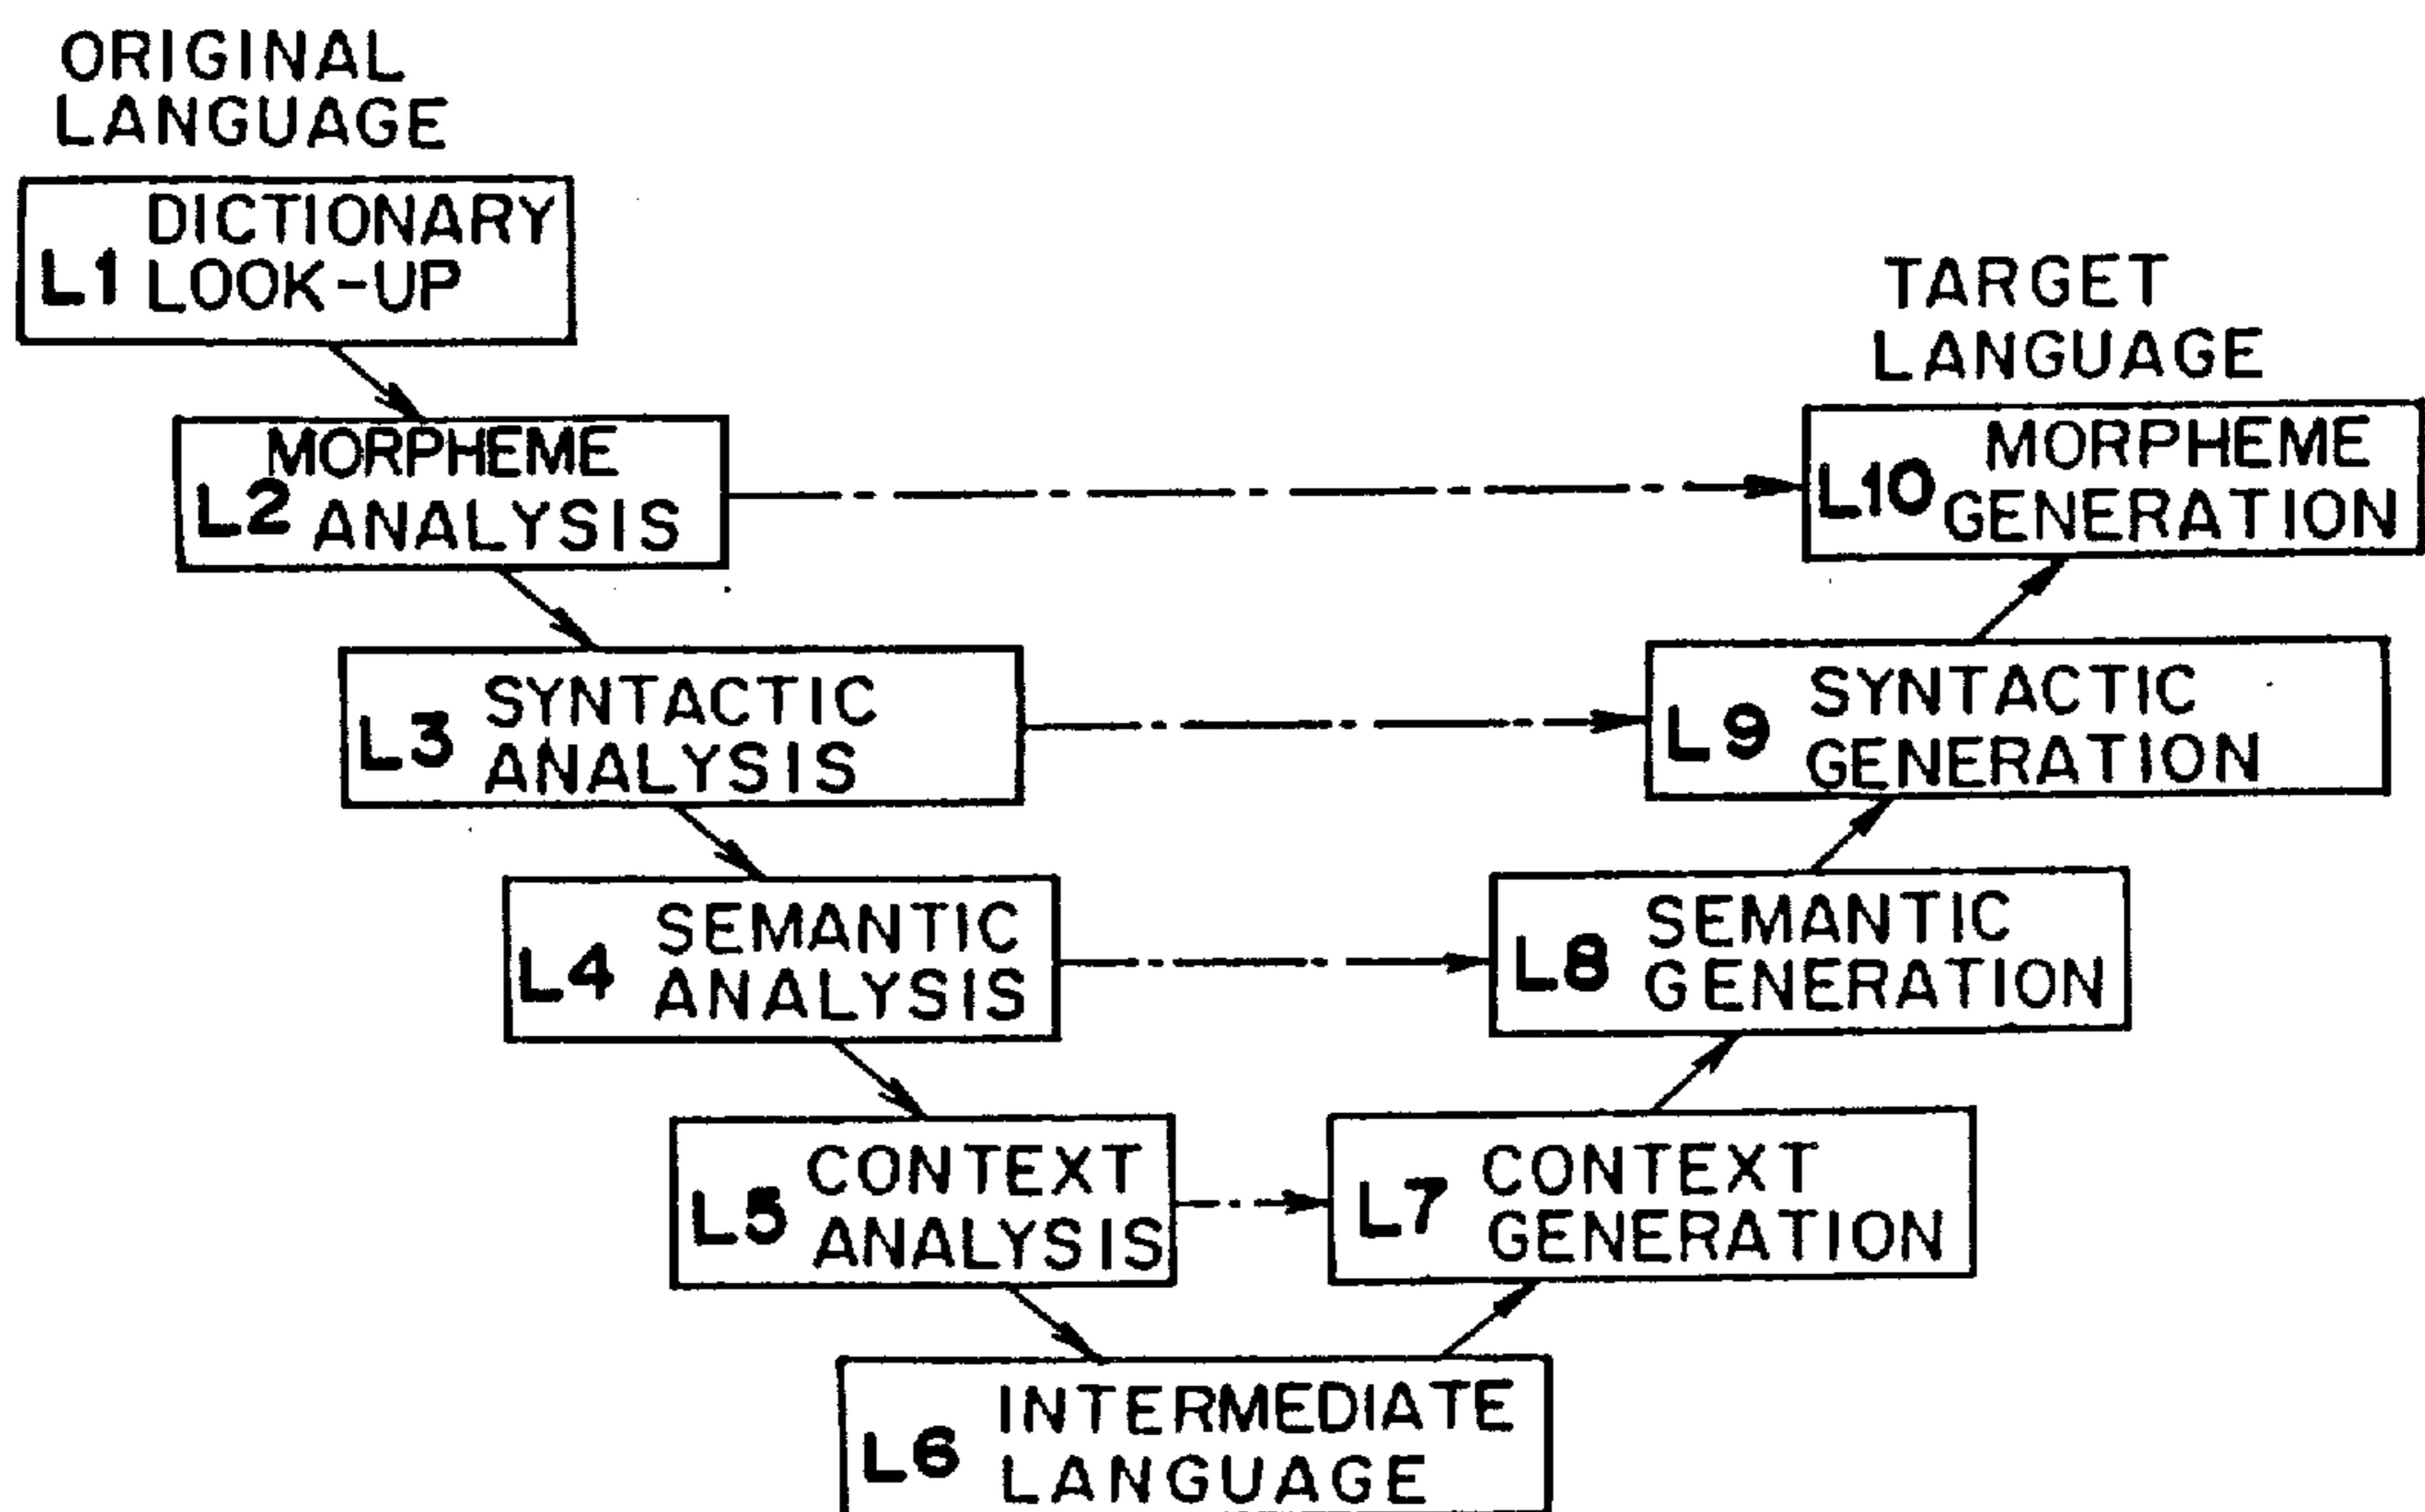 ORIGINAL
LANGUAGE
L1 DICTIONARY
LOOK-UP
TARGET
LANGUAGE
L2 MORPHEME
ANALYSIS
L10 MORPHEME
GENERATION
L3 SYNTACTIC
ANALYSIS
L9 SYNTACTIC
GENERATION
L4 SEMANTIC
ANALYSIS
L8 SEMANTIC
GENERATION
L5 CONTEXT
ANALYSIS
L7 CONTEXT
GENERATION
L6 INTERMEDIATE
LANGUAGE